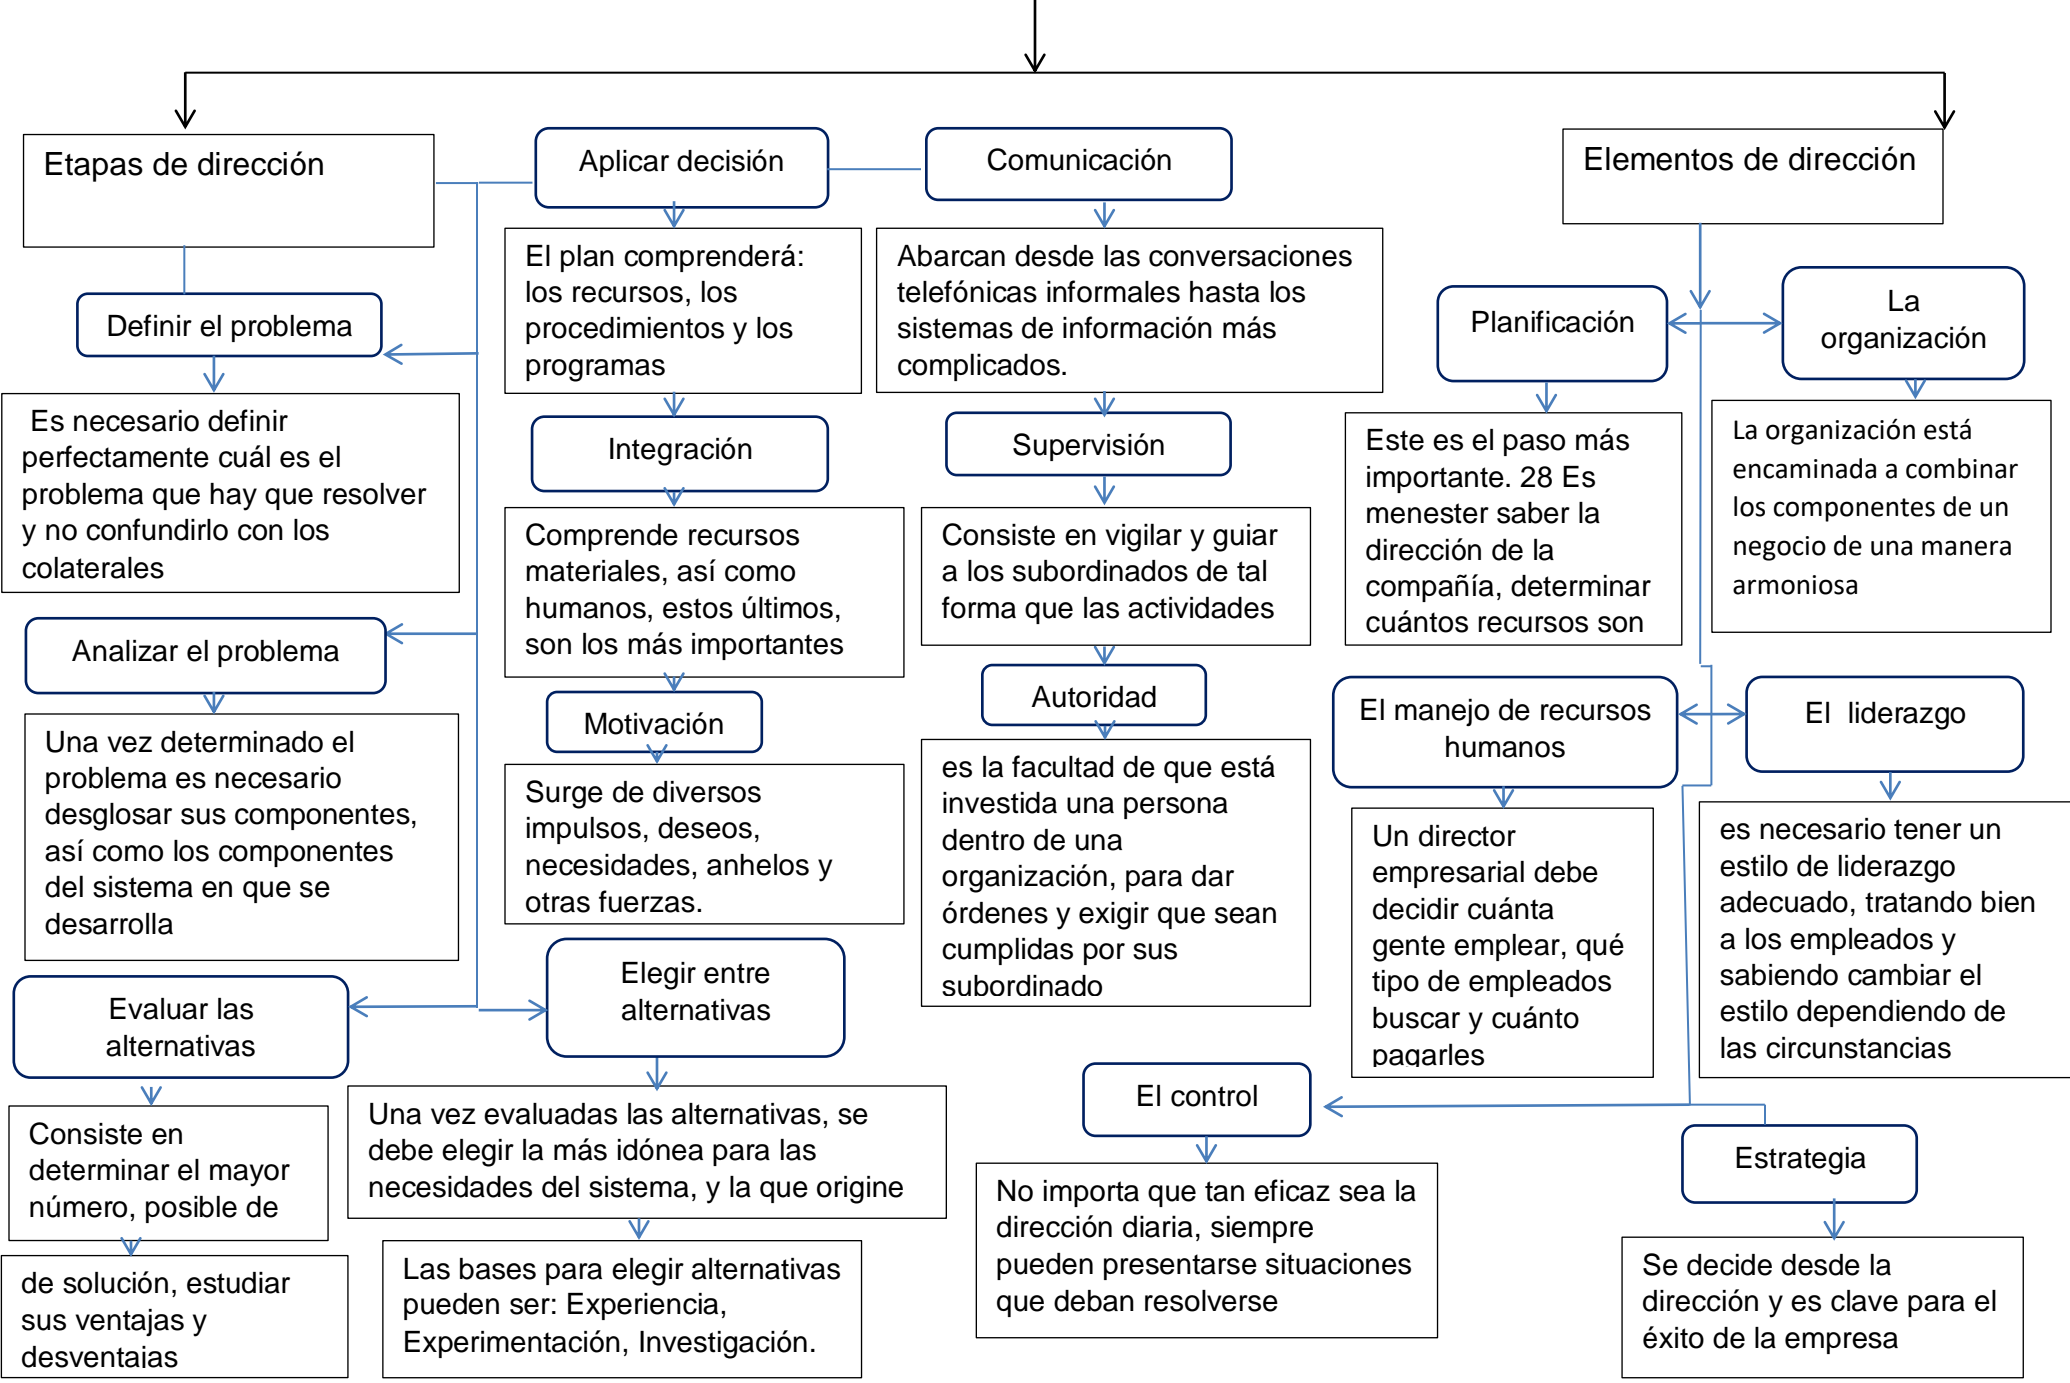 Etapas de dirección
Definir el problema
Es necesario definir
perfectamente cuál es el
problema que hay que resolver
y no confundirlo con los
colaterales
Analizar el problema
Una vez determinado el
problema es necesario
desglosar sus componentes,
así como los componentes
del sistema en que se
desarrolla
Evaluar las
alternativas
Consiste en
determinar el mayor
número, posible de
de solución, estudiar
sus ventajas y
desventajas
Aplicar decisión
El plan comprenderá:
los recursos, los
procedimientos y los
programas
Integración
Comprende recursos
materiales, así como
humanos, estos últimos,
son los más importantes
Motivación
Surge de diversos
impulsos, deseos,
necesidades, anhelos y
otras fuerzas.
Elegir entre
alternativas
Una vez evaluadas las alternativas, se
debe elegir la más idónea para las
necesidades del sistema, y la que origine
Las bases para elegir alternativas
pueden ser: Experiencia,
Experimentación, Investigación.
Comunicación
Abarcan desde las conversaciones
telefónicas informales hasta los
sistemas de información más
complicados.
Supervisión
Consiste en vigilar y guiar
a los subordinados de tal
forma que las actividades
Autoridad
es la facultad de que está
investida una persona
dentro de una
organización, para dar
órdenes y exigir que sean
cumplidas por sus
subordinado
Elementos de dirección
Planificación
Este es el paso más
importante. 28 Es
menester saber la
dirección de la
compañía, determinar
cuántos recursos son
La
organización
La organización está
encaminada a combinar
los componentes de un
negocio de una manera
armoniosa
El manejo de recursos
humanos
Un director
empresarial debe
decidir cuánta
gente emplear, qué
tipo de empleados
buscar y cuánto
pagarles
El liderazgo
es necesario tener un
estilo de liderazgo
adecuado, tratando bien
a los empleados y
sabiendo cambiar el
estilo dependiendo de
las circunstancias
El control
No importa que tan eficaz sea la
dirección diaria, siempre
pueden presentarse situaciones
que deban resolverse
Estrategia
Se decide desde la
dirección y es clave para el
éxito de la empresa